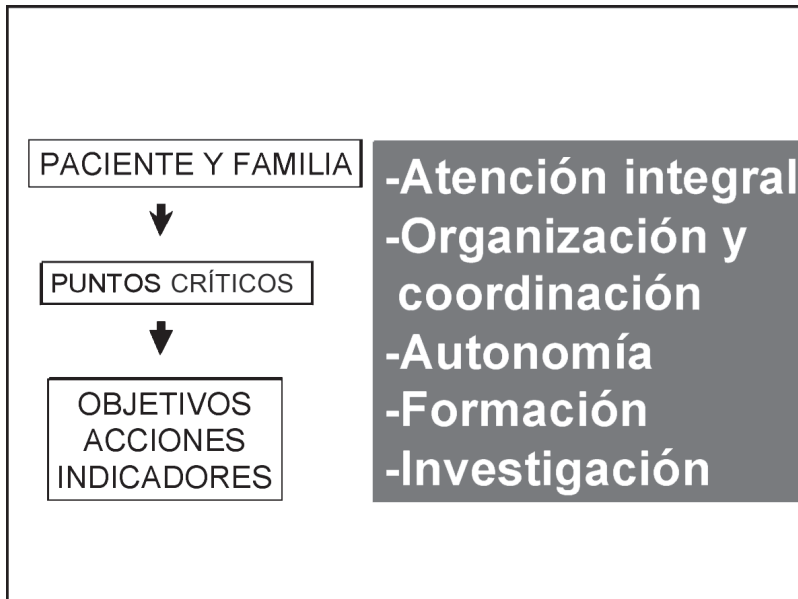 PACIENTE Y FAMILIA
PUNTOS CRÍTICOS
OBJETIVOS
ACCIONES
INDICADORES
-Atención integral
-Organización y
coordinación
-Autonomía
-Formación
-Investigación